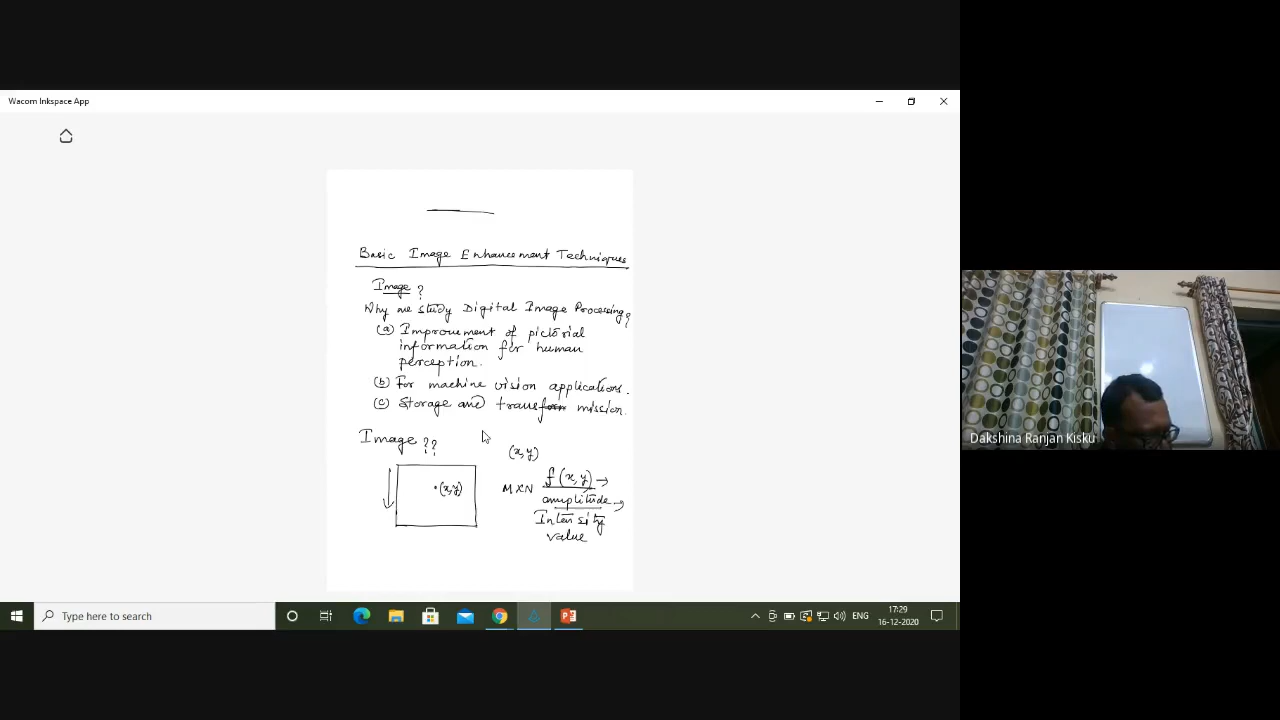 Wacom Inkspace App
Basic Image Enhancement Techniques
Image ?
Why we study Digital Image Processing?
(a) Improvement of pictorial
information for human
perception.
(b) For machine vision applications.
(c) Storage and trans mission.
Image ??
(x,y)
•(x,y)
M×N f(x,y) →
amplitude →
Intensity
value
Dakshina Ranjan Kisku
Type here to search
ENG
17:29
16-12-2020